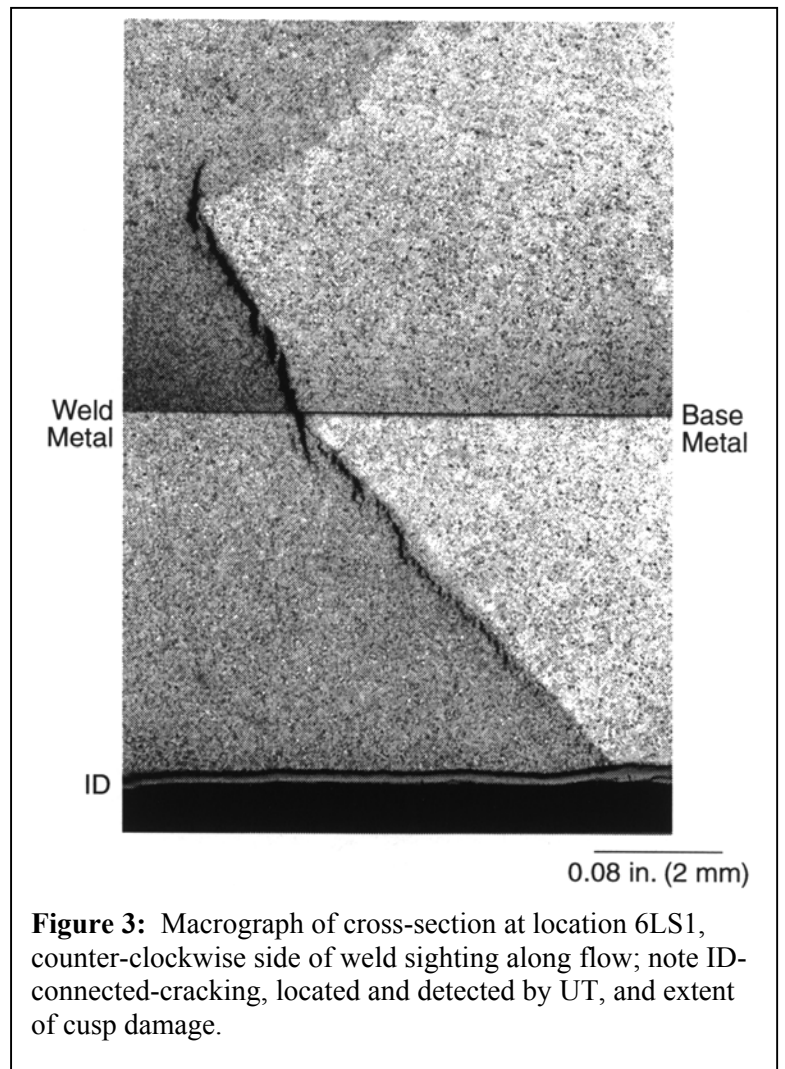 Weld
Metal
Base
Metal
ID
0.08 in. (2 mm)
Figure 3: Macrograph of cross-section at location 6LS1,
counter-clockwise side of weld sighting along flow; note ID-
connected-cracking, located and detected by UT, and extent
of cusp damage.